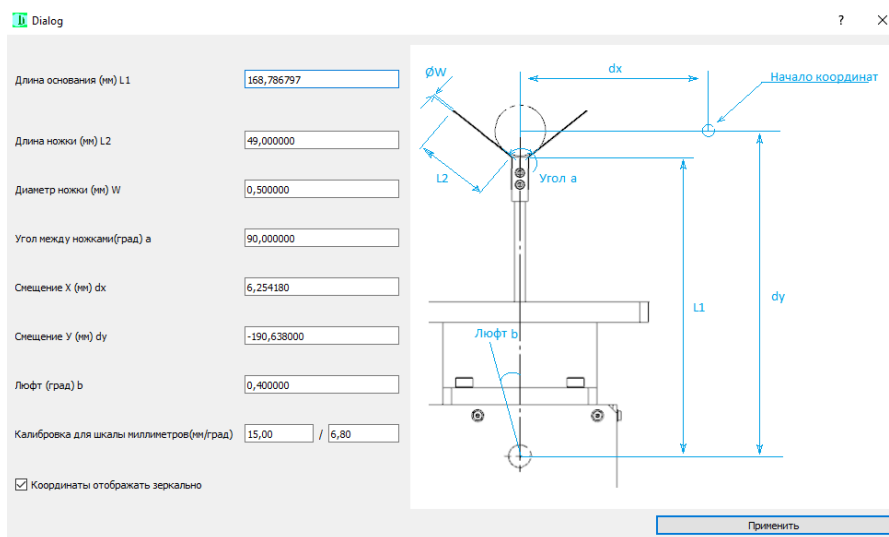 Dialog
? ×
Длина основания (мм) L1 168,786797
Длина ножки (мм) L2 49,000000
Диаметр ножки (мм) W 0,500000
Угол между ножками(град) a 90,000000
Смещение X (мм) dx 6,254180
Смещение У (мм) dy -190,638000
Люфт (град) b 0,400000
Калибровка для шкалы миллиметров(мм/град) 15,00 / 6,80
Координаты отображать зеркально
ØW
dx
Начало координат
L2
Угол a
L1
dy
Люфт b
Применить